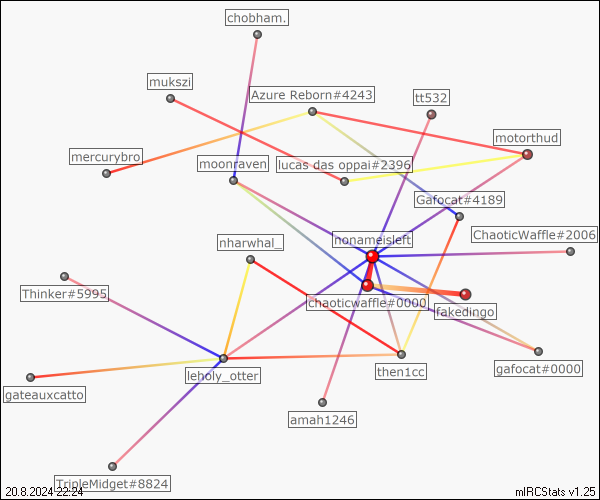 chobham.
mukszi
Azure Reborn#4243
tt532
motorthud
mercurybro
moonraven
lucas das oppai#2396
Gafocat#4189
nonameisleft
ChaoticWaffle#2006
nharwhal_
Thinker#5995
chaoticwaffle#0000
fakedingo
gafocat#0000
then1cc
leholy_otter
gateauxcatto
amah1246
TripleMidget#8824
20.8.2024 22:24
mIRCStats v1.25